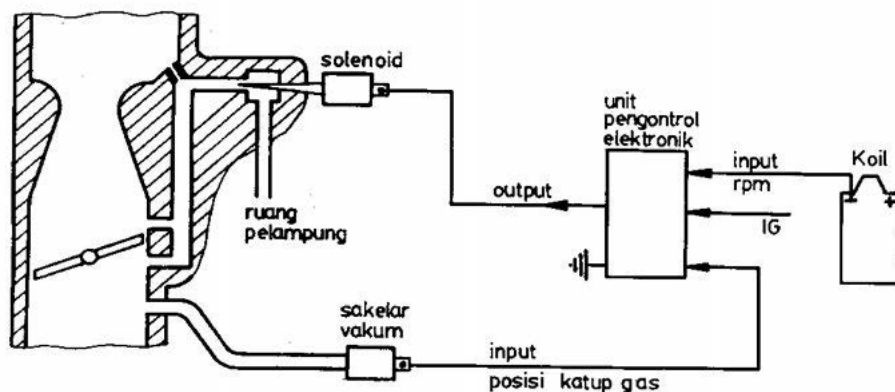 solenoid
unit
pengontrol
elektronik
input
rpm
Koil
output
IG
ruang
pelampung
sakelar
vakum
input
posisi katup gas